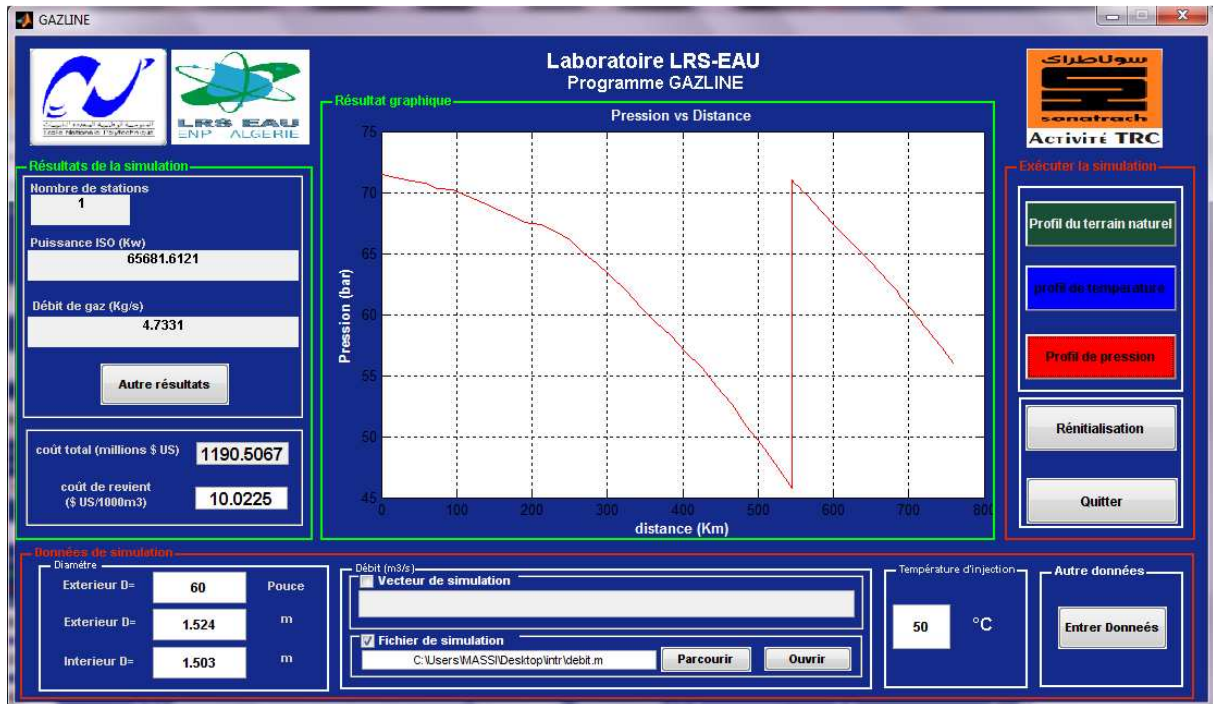 GAZLINE
LRS EAU
ENP ALGERIE
Laboratoire LRS-EAU
Programme GAZLINE
سوناطراك
sonatrach
Activité TRC
Résultats de la simulation
Nombre de stations
1
Puissance ISO (Kw)
65681.6121
Débit de gaz (Kg/s)
4.7331
Autre résultats
coût total (millions $ US)
1190.5067
coût de revient
($ US/1000m3)
10.0225
Résultat graphique
Pression vs Distance
Pression (bar)
75
70
65
60
55
50
45
0 100 200 300 400 500 600 700 800
distance (Km)
Exécuter la simulation
Profil du terrain naturel
profil de temperature
Profil de pression
Rénitialisation
Quitter
Données de simulation
Diamétre
Exterieur D= 60 Pouce
Exterieur D= 1.524 m
Interieur D= 1.503 m
Débit (m3/s)
Vecteur de simulation
Fichier de simulation
C:\Users\MASSI\Desktop\intr\debit.m
Parcourir
Ouvrir
Température d'injection
50 °C
Autre données
Entrer Donneés